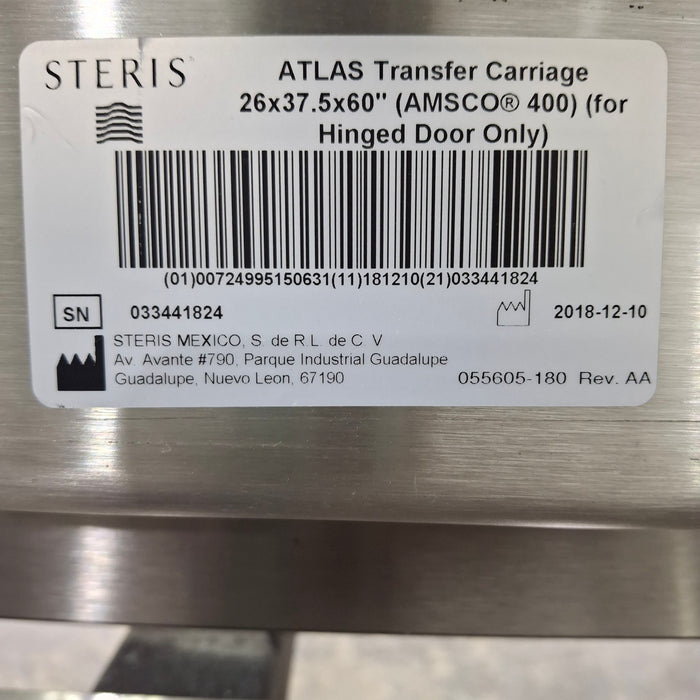 STERIS
ATLAS Transfer Carriage
26x37.5x60" (AMSCO® 400) (for
Hinged Door Only)
(01)00724995150631(11)181210(21)033441824
SN 033441824 2018-12-10
STERIS MEXICO, S. de R.L. de C. V
Av. Avante #790, Parque Industrial Guadalupe
Guadalupe, Nuevo Leon, 67190 055605-180 Rev. AA